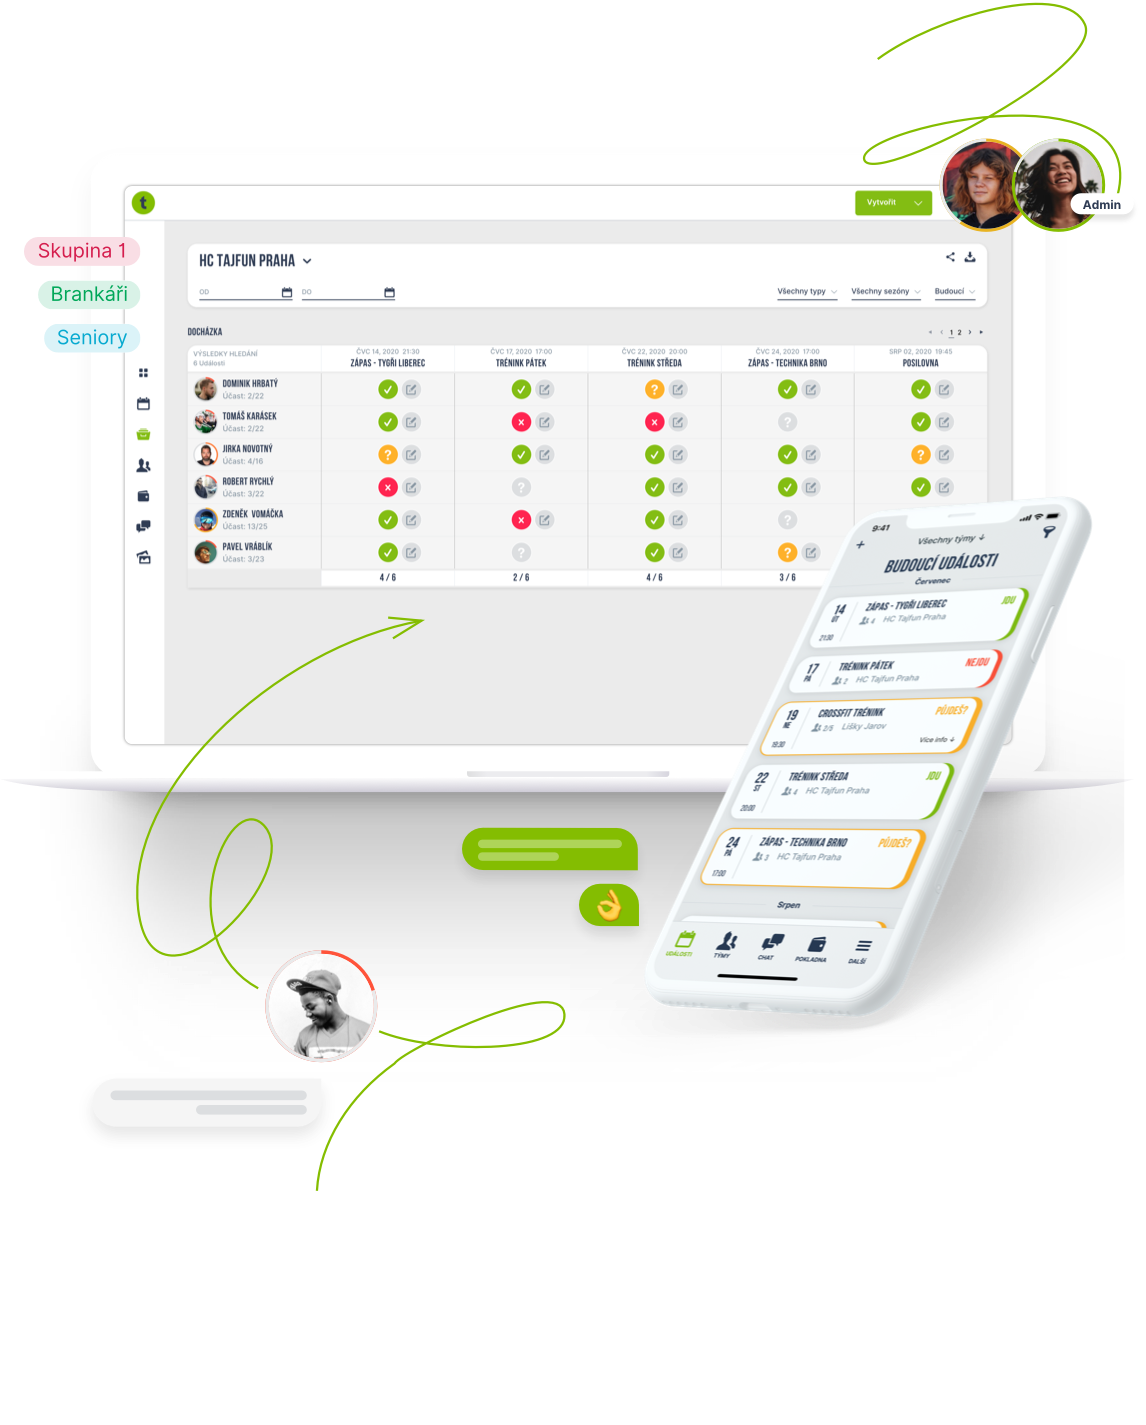 t
Vytvořit
Admin
Skupina 1
Brankáři
Seniory
HC TAJFUN PRAHA
OD
DO
Všechny typy
Všechny sezóny
Budoucí
DOCHÁZKA
1 2
VÝSLEDKY HLEDÁNÍ
6 Událostí
ČVC 14, 2020 21:30
ZÁPAS - TYGŘI LIBEREC
ČVC 17, 2020 17:00
TRÉNINK PÁTEK
ČVC 22, 2020 20:00
TRÉNINK STŘEDA
ČVC 24, 2020 17:00
ZÁPAS - TECHNIKA BRNO
SRP 02, 2020 19:45
POSILOVNA
DOMINIK HRBATÝ
Účast: 2/22
?
TOMÁŠ KARÁSEK
Účast: 2/22
?
JIRKA NOVOTNÝ
Účast: 4/16
?
?
ROBERT RYCHLÝ
Účast: 3/22
?
ZDENĚK VOMÁČKA
Účast: 13/25
?
PAVEL VRÁBLÍK
Účast: 3/23
?
?
4 / 6
2 / 6
4 / 6
3 / 6
9:41
Všechny týmy ↓
+
BUDOUCÍ UDÁLOSTI
Červenec
14
ÚT
21:30
ZÁPAS - TYGŘI LIBEREC
4 HC Tajfun Praha
JDU
17
PÁ
TRÉNINK PÁTEK
2 HC Tajfun Praha
NEJDU
19
NE
19:30
CROSSFIT TRÉNINK
2/5 Lišky Jarov
PŮJDEŠ?
Více info ↓
22
ST
20:00
TRÉNINK STŘEDA
4 HC Tajfun Praha
JDU
24
PÁ
17:00
ZÁPAS - TECHNIKA BRNO
3 HC Tajfun Praha
PŮJDEŠ?
Srpen
UDÁLOSTI
TÝMY
CHAT
POKLADNA
DALŠÍ